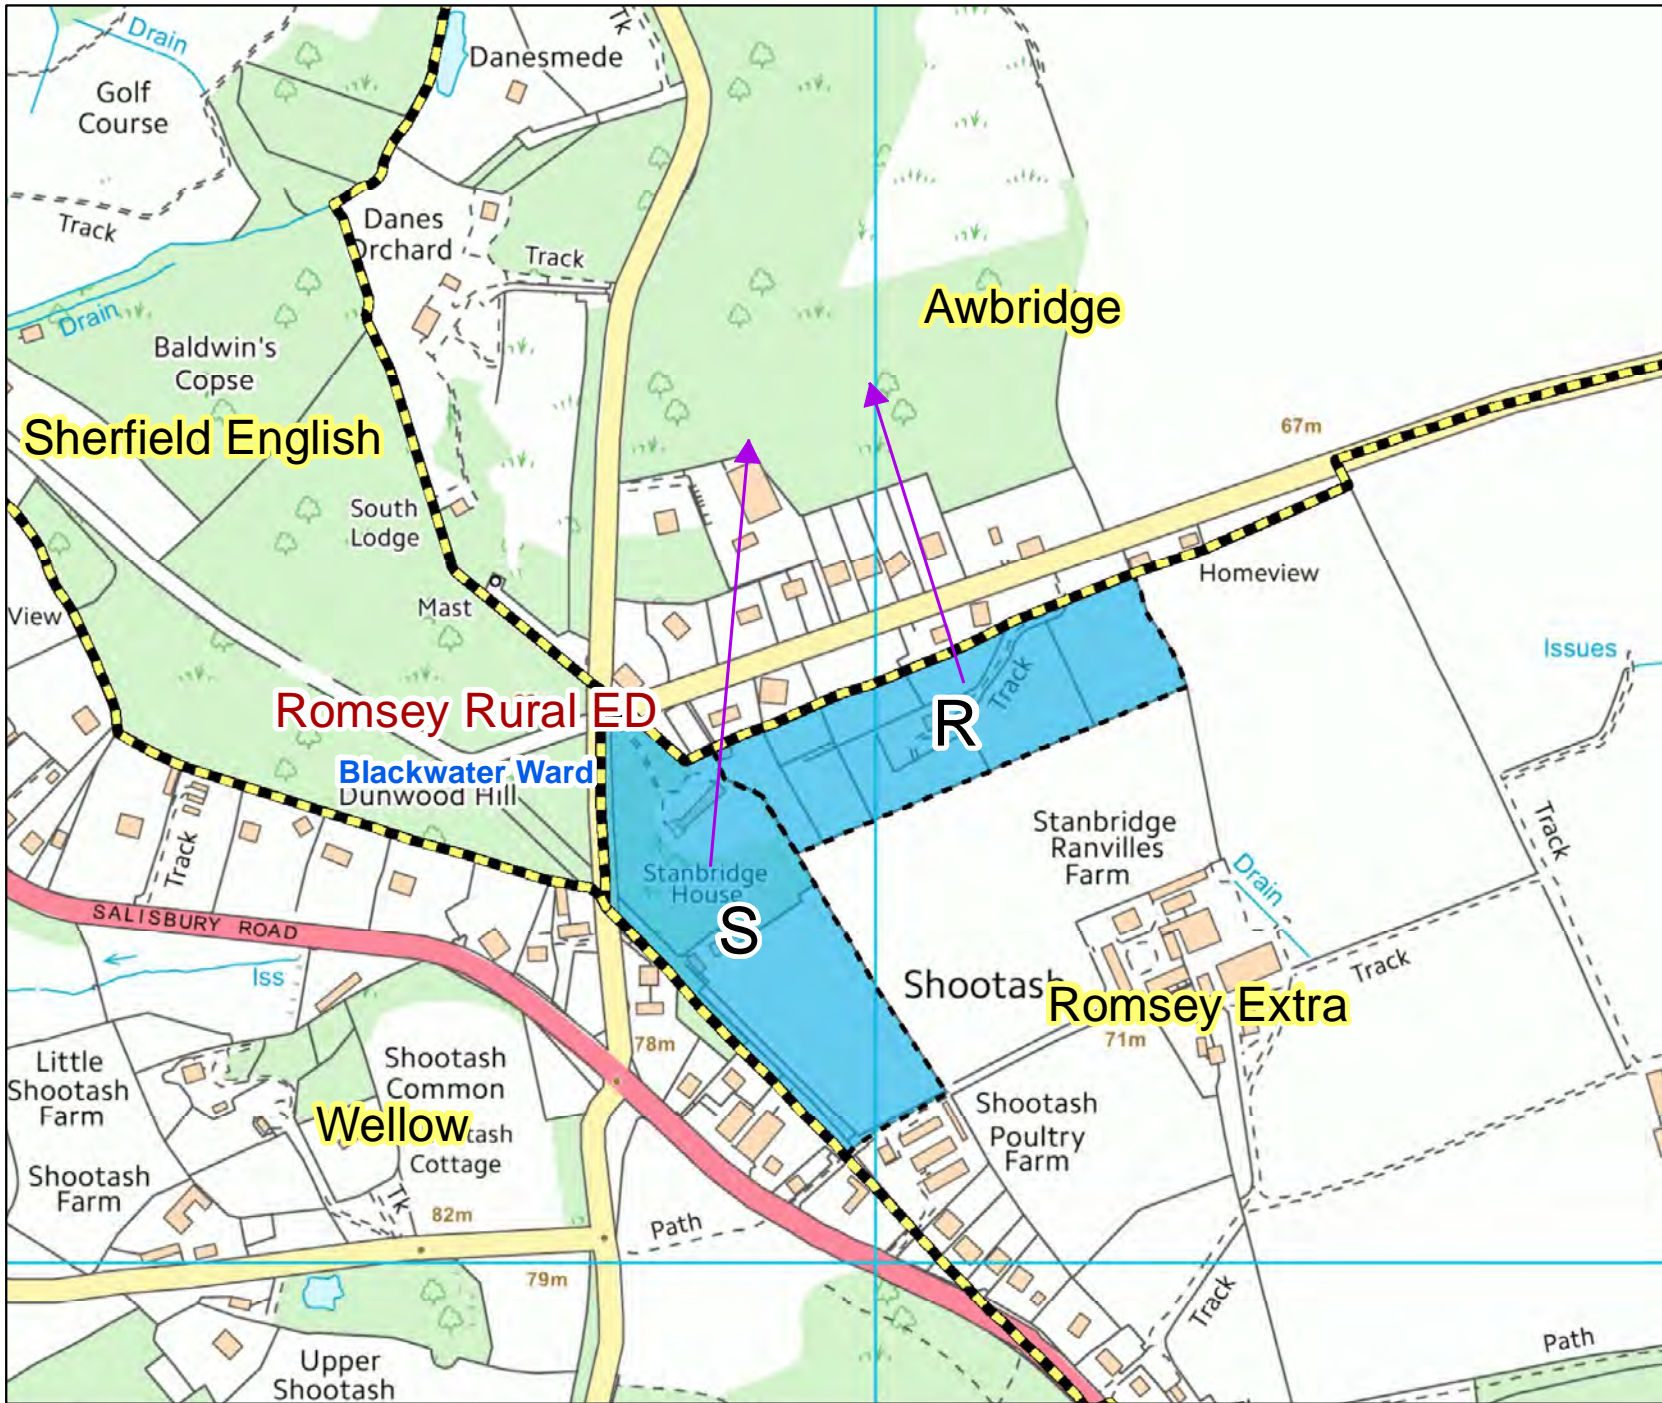 Drain
Tk
Danesmede
Golf
Course
Track
Danes
Orchard
Track
Drain
Awbridge
Baldwin's
Copse
Sherfield English
67m
South
Lodge
Homeview
Mast
View
Issues
Track
Romsey Rural ED
R
Blackwater Ward
Dunwood Hill
Track
Stanbridge
Ranvilles
Farm
Track
Stanbridge
House
Drain
SALISBURY ROAD
S
Iss
Shootash
Track
Romsey Extra
78m
71m
Little
Shootash
Farm
Shootash
Common
Wellow
Shootash
Poultry
Farm
Cottage
Shootash
Farm
Tk
82m
Path
79m
Track
Path
Upper
Shootash